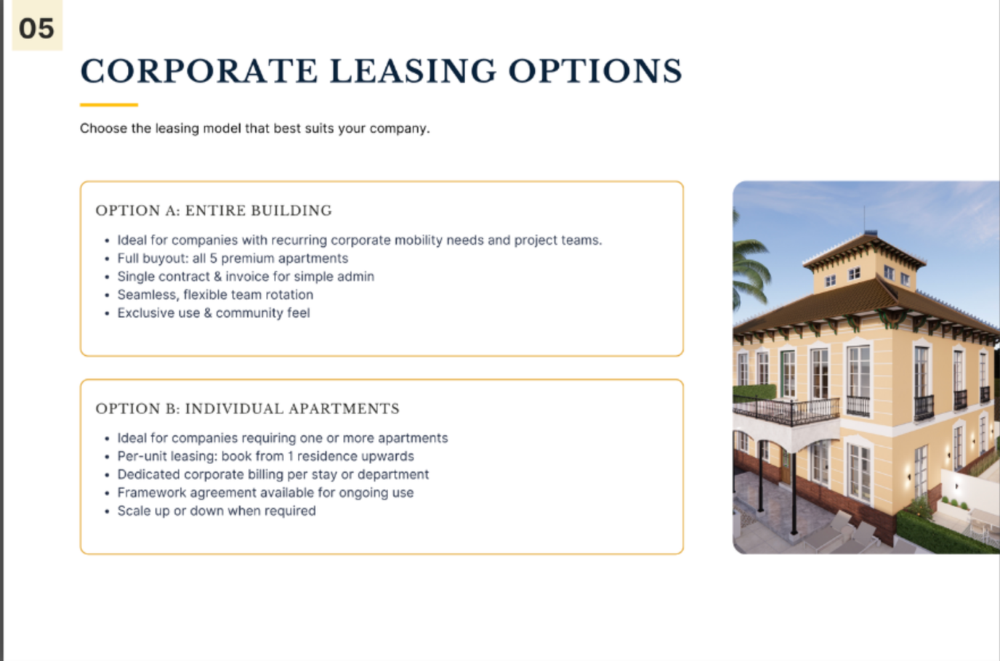 05
CORPORATE LEASING OPTIONS
Choose the leasing model that best suits your company.
OPTION A: ENTIRE BUILDING
• Ideal for companies with recurring corporate mobility needs and project teams.
• Full buyout: all 5 premium apartments
• Single contract & invoice for simple admin
• Seamless, flexible team rotation
• Exclusive use & community feel
OPTION B: INDIVIDUAL APARTMENTS
• Ideal for companies requiring one or more apartments
• Per-unit leasing: book from 1 residence upwards
• Dedicated corporate billing per stay or department
• Framework agreement available for ongoing use
• Scale up or down when required